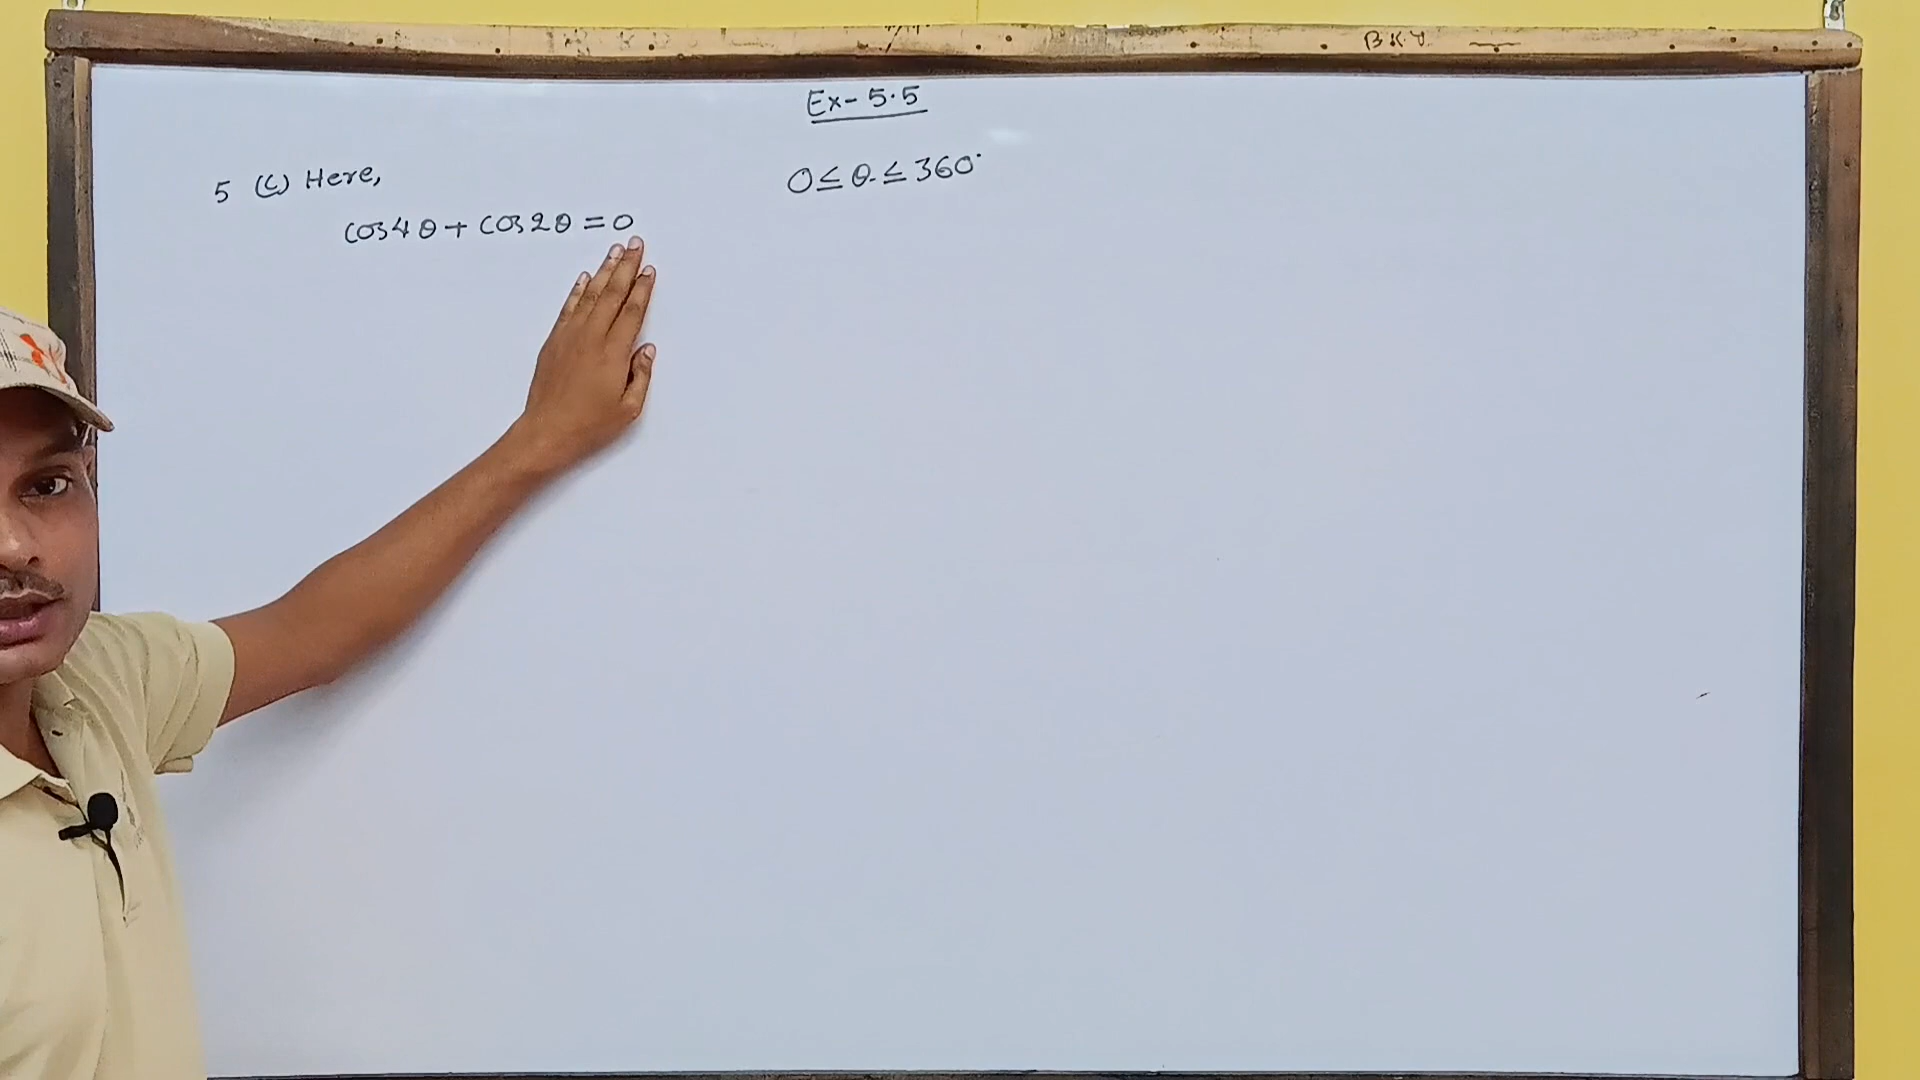 B.K.Y
Ex- 5.5
5 (c) Here,
0 ≤ θ ≤ 360°
cos4θ + cos2θ = 0